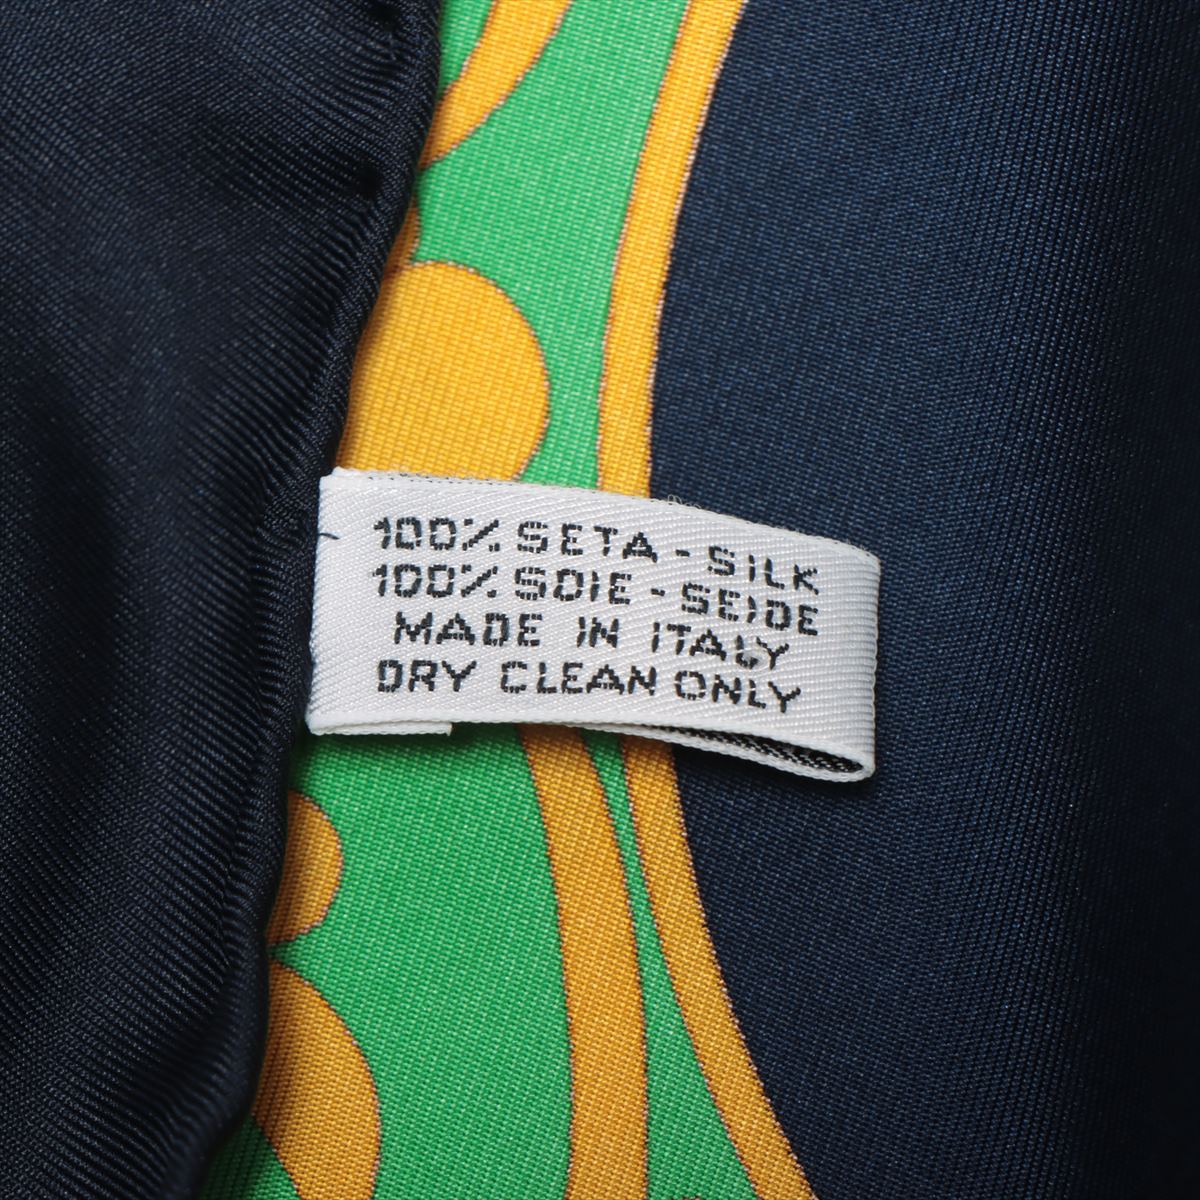 100% SETA - SILK
100% SOIE - SEIDE
MADE IN ITALY
DRY CLEAN ONLY